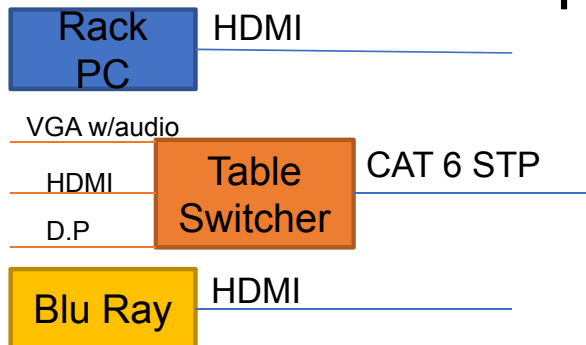 Rack
PC
HDMI
VGA w/audio
HDMI
D.P
Table
Switcher
CAT 6 STP
Blu Ray
HDMI